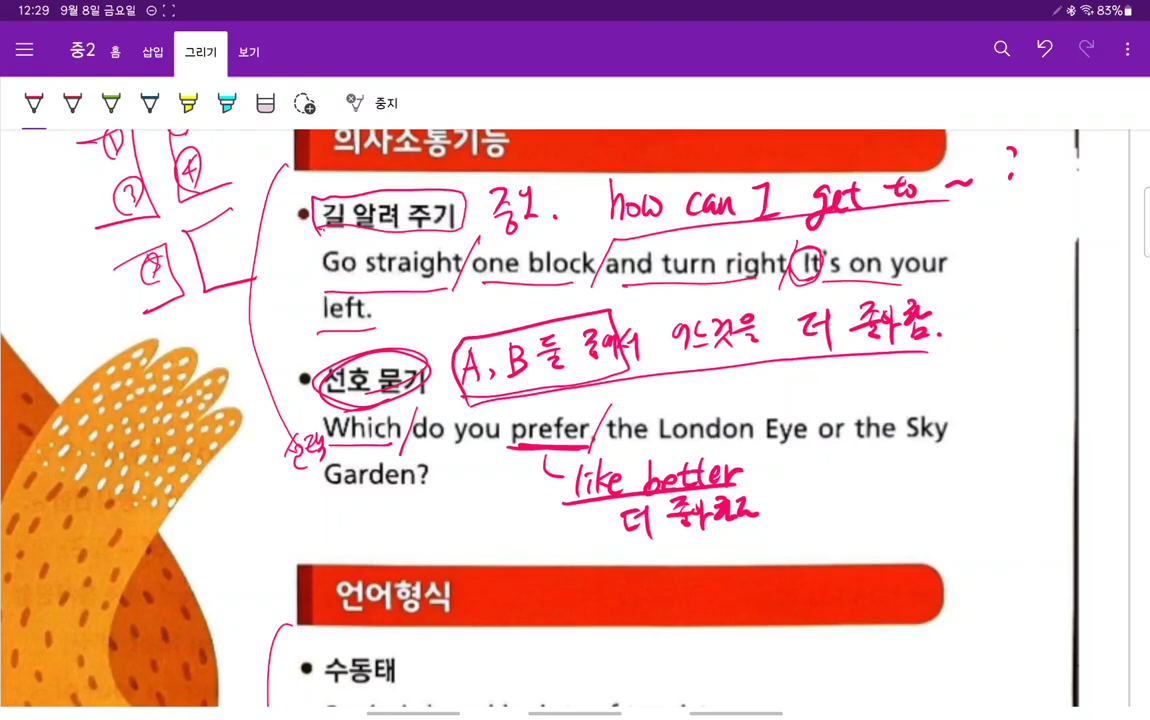 12:29 9월 8일 금요일 83%
중2 홈 삽입 그리기 보기
중지
의사소통기능
① ③ ④
길 알려 주기 how can I get to ~ ?
Go straight one block and turn right. It's on your
left.
A, B 둘 중에서 어느것을 더 좋아함.
선호 묻기
Which do you prefer, the London Eye or the Sky
Garden?
like better
더 좋아하는
언어형식
수동태